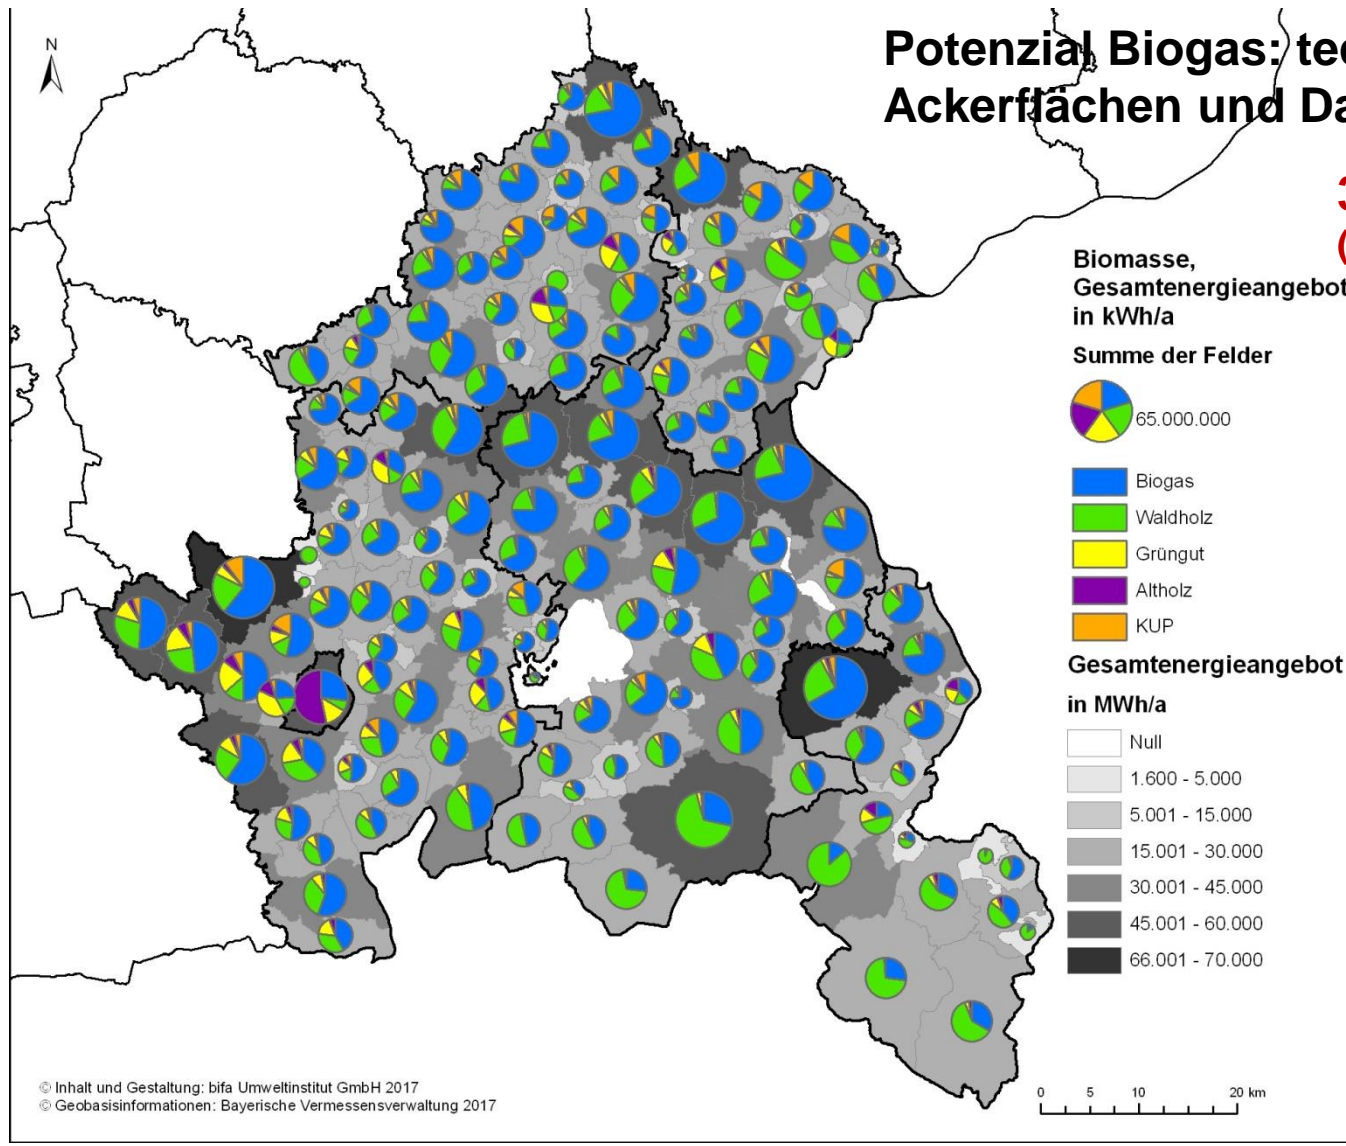 N
Potenzial Biogas:
Ackerflächen und
Biomasse,
Gesamtenergieangebot
in kWh/a
Summe der Felder
65.000.000
Biogas
Waldholz
Grüngut
Altholz
KUP
Gesamtenergieangebot
in MWh/a
Null
1.600 - 5.000
5.001 - 15.000
15.001 - 30.000
30.001 - 45.000
45.001 - 60.000
66.001 - 70.000
© Inhalt und Gestaltung: bifa Umweltinstitut GmbH 2017
© Geobasisinformationen: Bayerische Vermessensverwaltung 2017
0 5 10 20 km